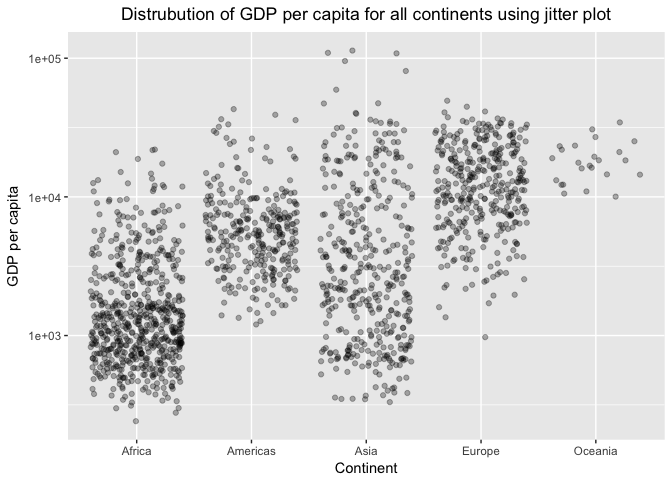 Distrubution of GDP per capita for all continents using jitter plot
1e+05
1e+04
1e+03
GDP per capita
Africa Americas Asia Europe Oceania
Continent